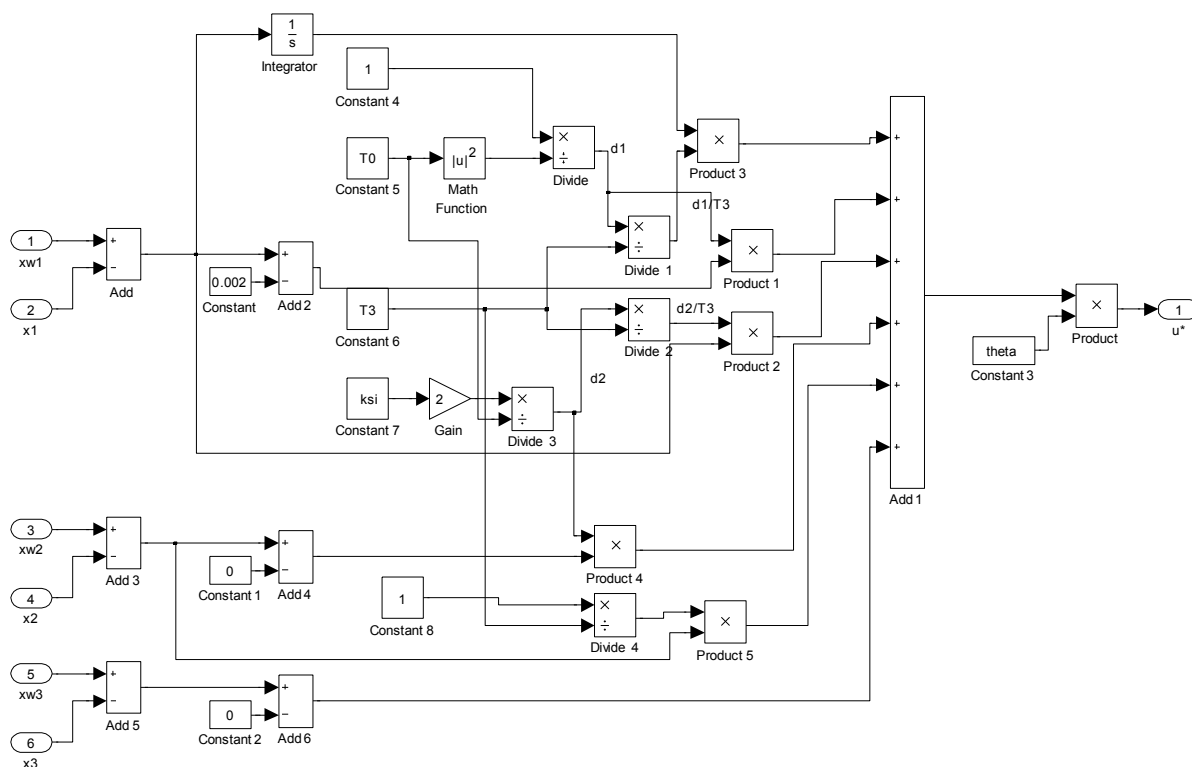 1
s
Integrator
1
Constant 4
T0
Constant 5
|u|2
Math
Function
×
÷
Divide
d1
×
Product 3
d1/T3
×
÷
Divide 1
×
Product 1
1
xw1
2
x1
+
−
Add
0.002
Constant
+
−
Add 2
T3
Constant 6
×
÷
Divide 2
d2/T3
×
Product 2
d2
ksi
Constant 7
2
Gain
×
÷
Divide 3
+
+
+
+
+
+
Add 1
theta
Constant 3
×
Product
1
u*
3
xw2
4
x2
+
−
Add 3
0
Constant 1
+
−
Add 4
×
Product 4
1
Constant 8
×
÷
Divide 4
×
Product 5
5
xw3
6
x3
+
−
Add 5
0
Constant 2
+
−
Add 6